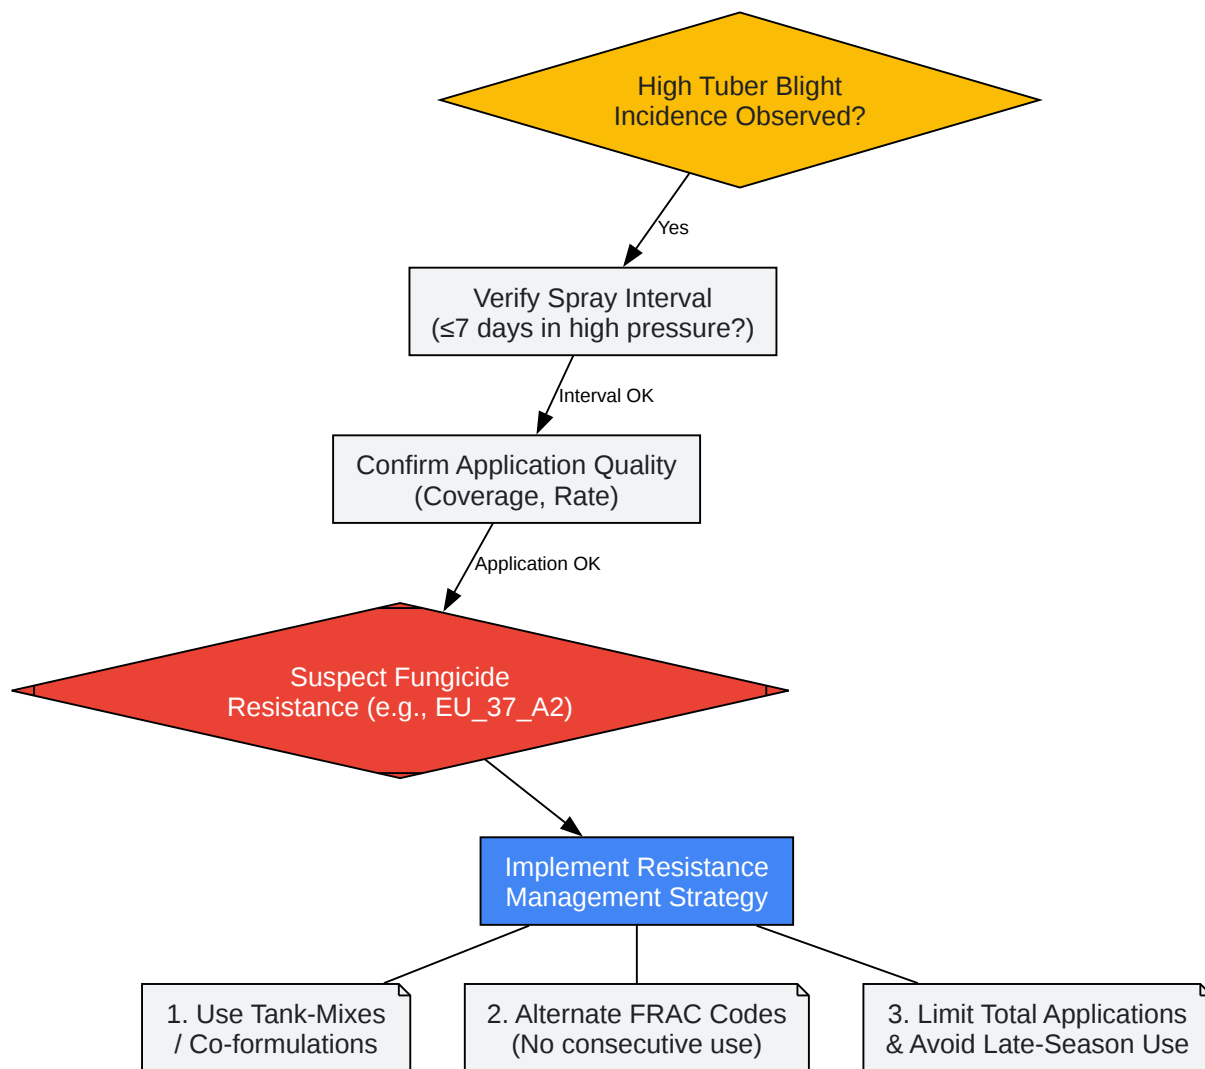 High Tuber Blight
Incidence Observed?
Yes
Verify Spray Interval
(≤7 days in high pressure?)
Interval OK
Confirm Application Quality
(Coverage, Rate)
Application OK
Suspect Fungicide
Resistance (e.g., EU_37_A2)
Implement Resistance
Management Strategy
1. Use Tank-Mixes
/ Co-formulations
2. Alternate FRAC Codes
(No consecutive use)
3. Limit Total Applications
& Avoid Late-Season Use